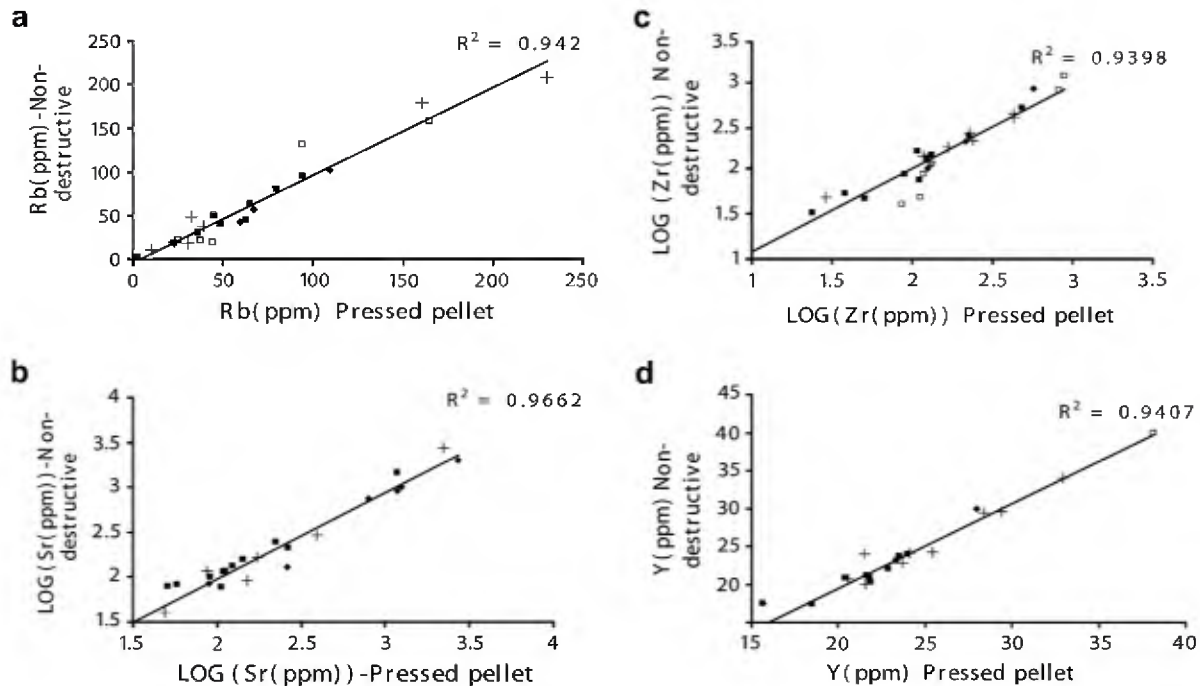 a
R² = 0.942
Rb(ppm)-Non-
destructive
250
200
150
100
50
0
0 50 100 150 200 250
Rb(ppm) Pressed pellet
c
R² = 0.9398
LOG (Zr(ppm)) Non-
destructive
3.5
3
2.5
2
1.5
1
1 1.5 2 2.5 3 3.5
LOG(Zr(ppm)) Pressed pellet
b
R² = 0.9662
LOG(Sr(ppm))-Non-
destructive
4
3.5
3
2.5
2
1.5
1.5 2 2.5 3 3.5 4
LOG (Sr(ppm)) -Pressed pellet
d
R² = 0.9407
Y(ppm) Non-
destructive
45
40
35
30
25
20
15 20 25 30 35 40
Y(ppm) Pressed pellet